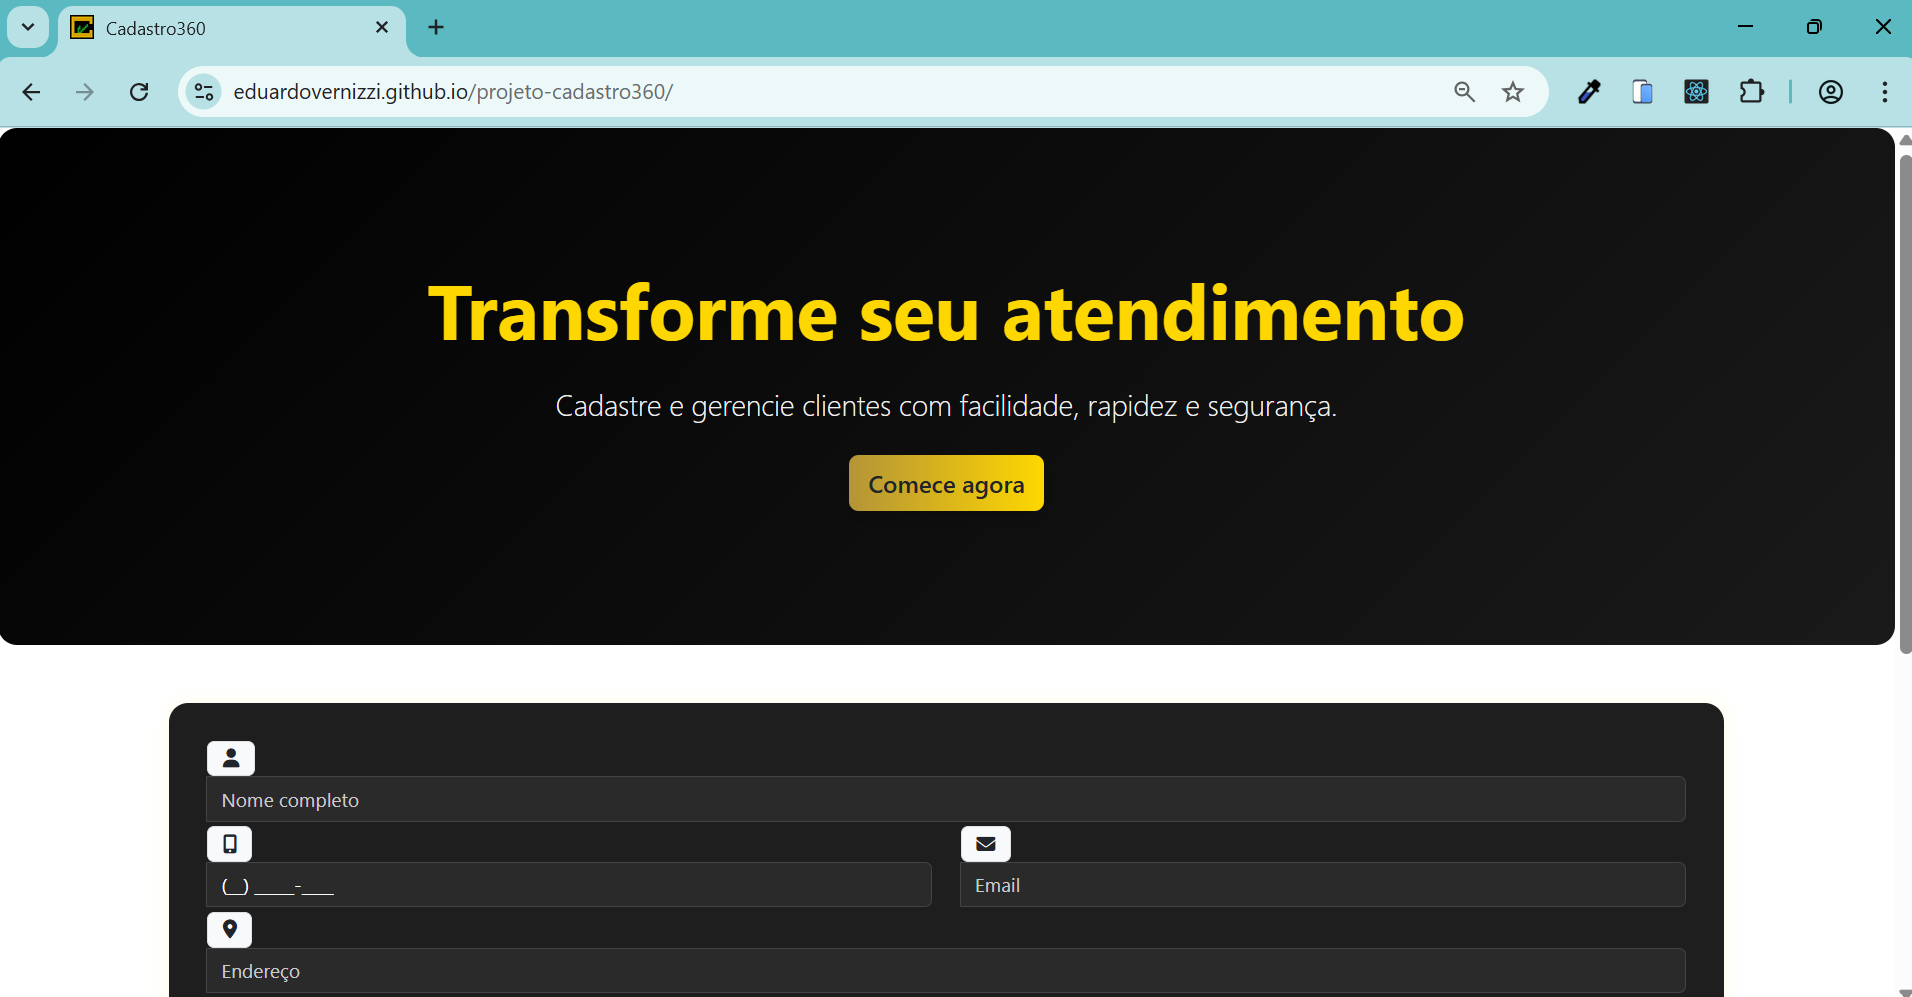 Cadastro360
eduardovernizzi.github.io/projeto-cadastro360/
Transforme seu atendimento
Cadastre e gerencie clientes com facilidade, rapidez e segurança.
Comece agora
Nome completo
(__) _____-____
Email
Endereço